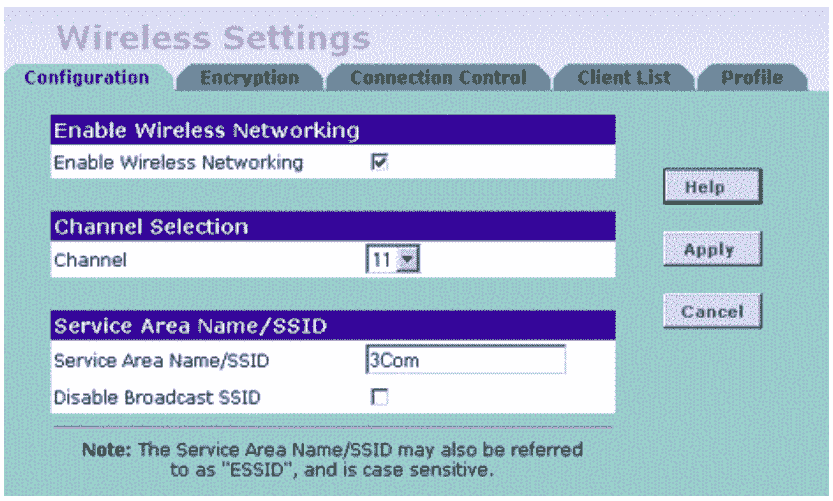 Wireless Settings
Configuration Encryption Connection Control Client List Profile
Enable Wireless Networking
Enable Wireless Networking
Help
Channel Selection
Channel 11
Apply
Cancel
Service Area Name/SSID
Service Area Name/SSID 3Com
Disable Broadcast SSID
Note: The Service Area Name/SSID may also be referred
to as "ESSID", and is case sensitive.